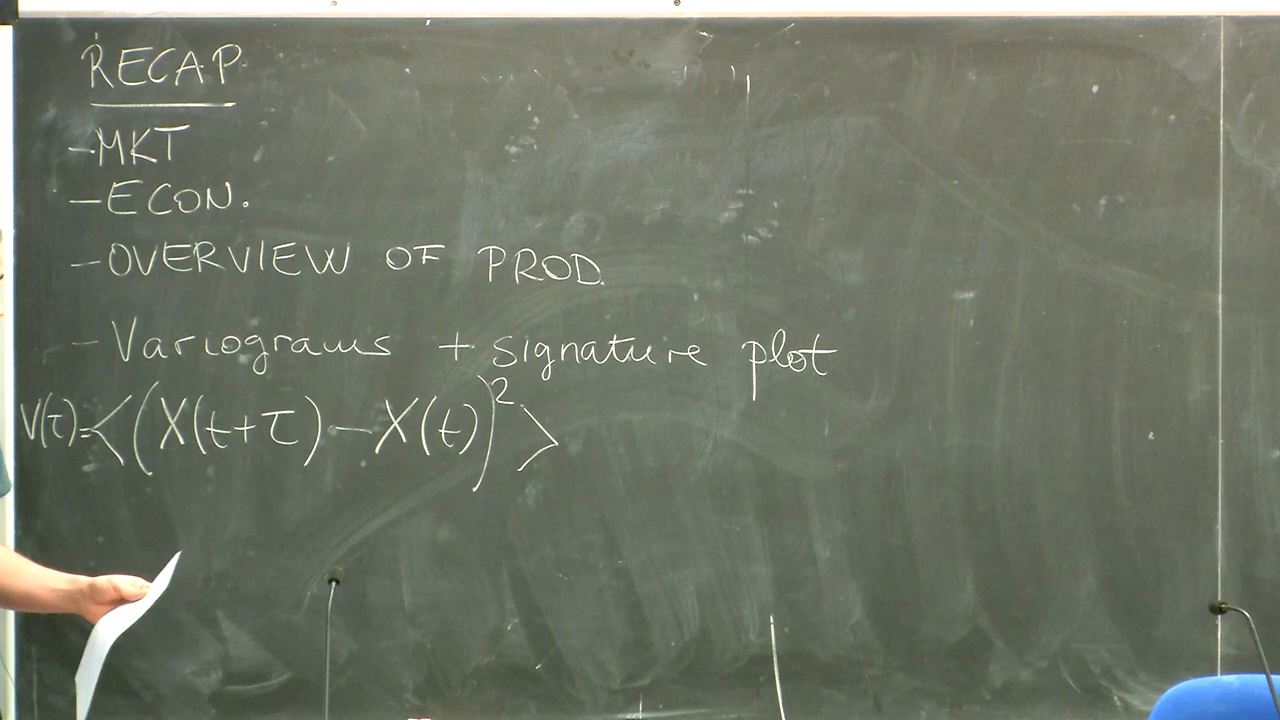 RECAP
- MKT
- ECON.
- OVERVIEW OF PROD.
- Variograms + signature plot
V(τ)=<(X(t+τ)-X(t))²>